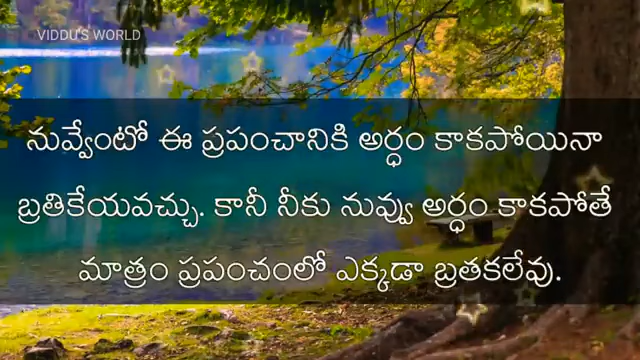 VIDDU'S WORLD
నువ్వేంటో ఈ ప్రపంచానికి అర్ధం కాకపోయినా
బ్రతికేయవచ్చు. కానీ నీకు నువ్వు అర్ధం కాకపోతే
మాత్రం ప్రపంచంలో ఎక్కడా బ్రతకలేవు.